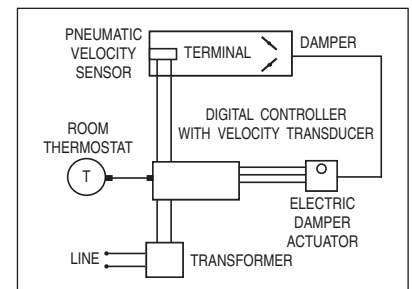 PNEUMATIC
VELOCITY
SENSOR
TERMINAL
DAMPER
DIGITAL CONTROLLER
WITH VELOCITY TRANSDUCER
ROOM
THERMOSTAT
T
ELECTRIC
DAMPER
ACTUATOR
LINE
TRANSFORMER